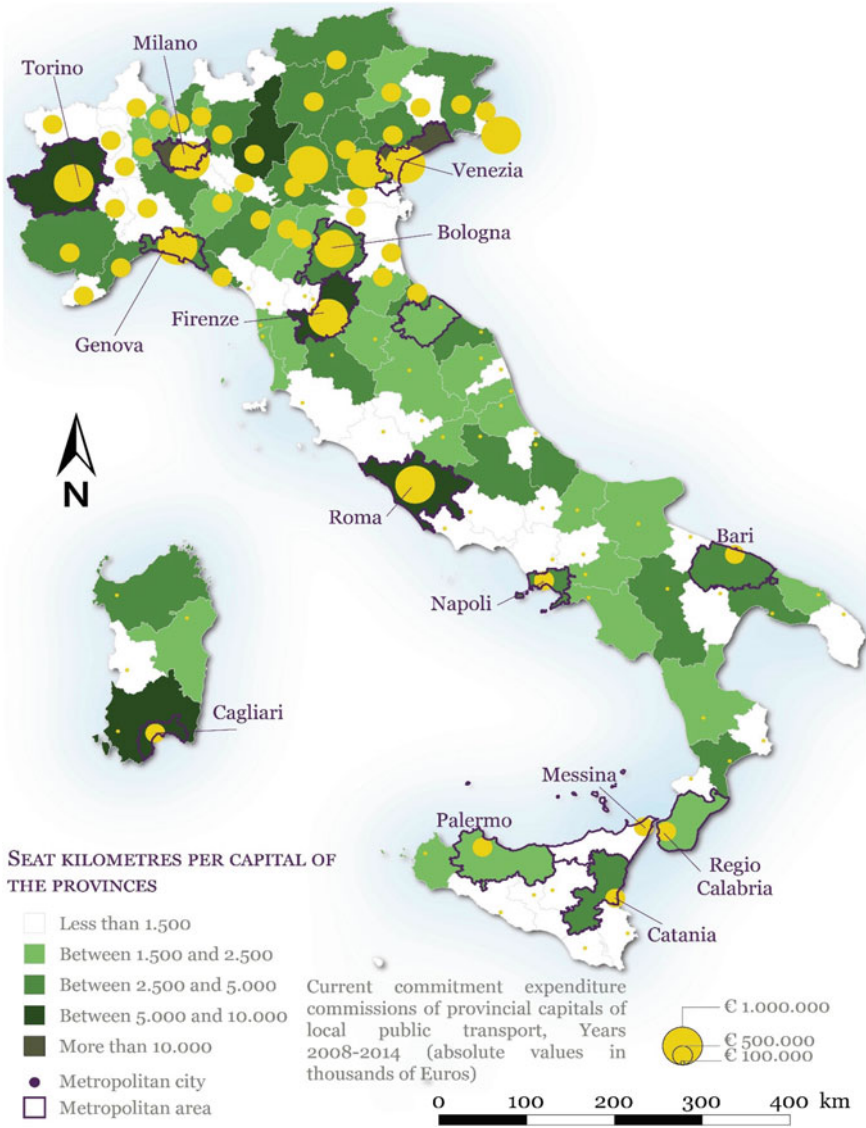 Milano
Torino
Venezia
Bologna
Firenze
Genova
N
Roma
Bari
Napoli
Cagliari
Messina
Palermo
Regio
Calabria
Catania
SEAT KILOMETRES PER CAPITAL OF
THE PROVINCES
Less than 1.500
Between 1.500 and 2.500
Between 2.500 and 5.000
Between 5.000 and 10.000
More than 10.000
Metropolitan city
Metropolitan area
Current commitment expenditure
commissions of provincial capitals of
local public transport, Years
2008-2014 (absolute values in
thousands of Euros)
€ 1.000.000
€ 500.000
€ 100.000
0 100 200 300 400 km